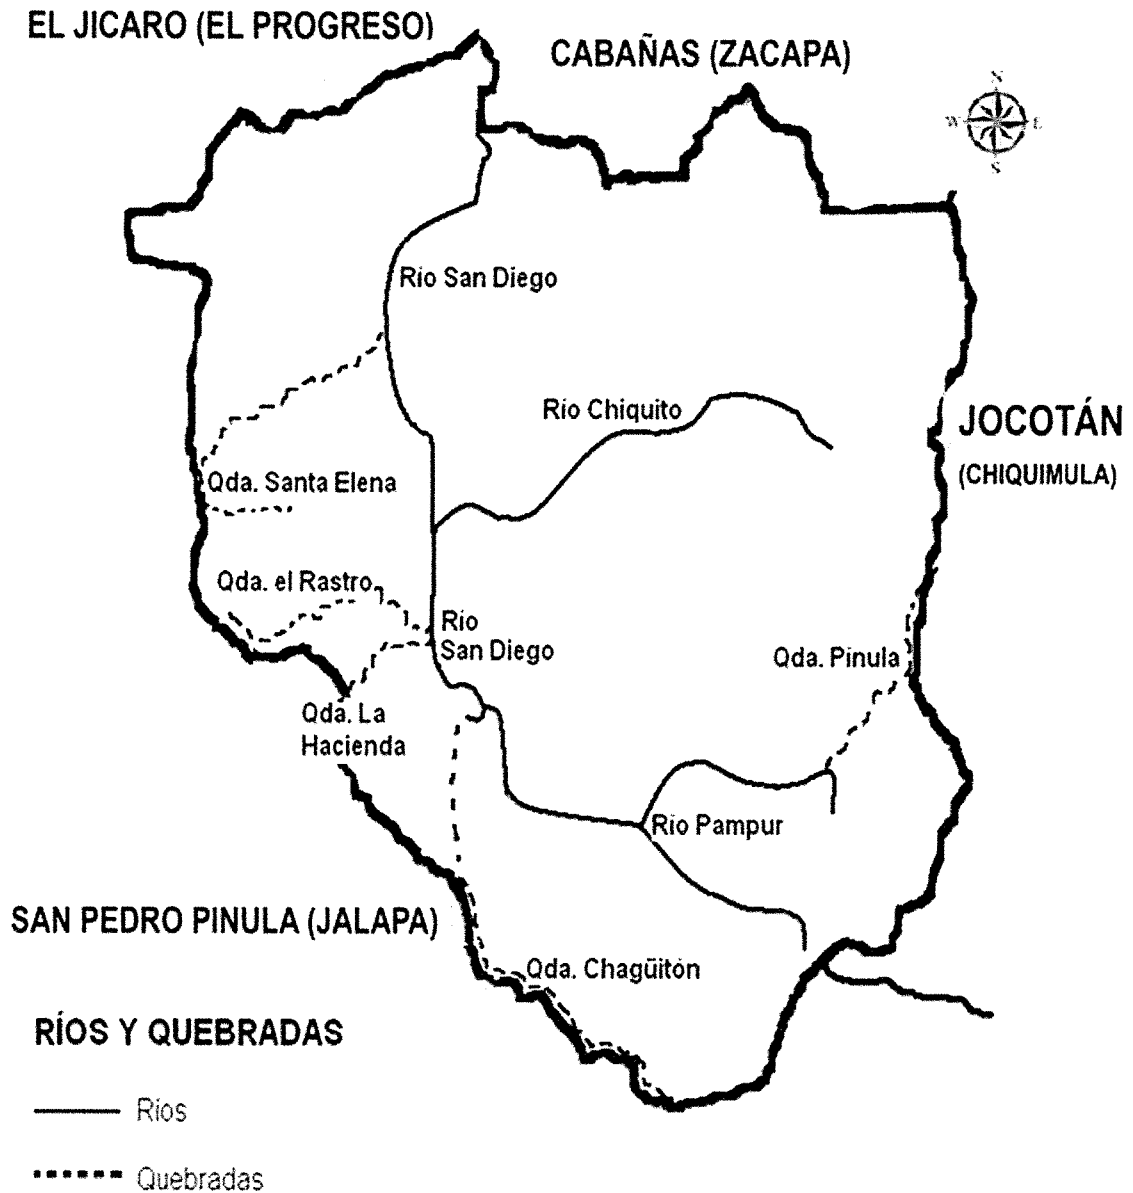 EL JICARO (EL PROGRESO)
CABAÑAS (ZACAPA)
S
W
E
S
Río San Diego
Río Chiquito
JOCOTÁN
(CHIQUIMULA)
Qda. Santa Elena
Qda. el Rastro
Río
San Diego
Qda. Pinula
Qda. La
Hacienda
Río Pampur
SAN PEDRO PINULA (JALAPA)
Qda. Chagüitón
RÍOS Y QUEBRADAS
Ríos
Quebradas